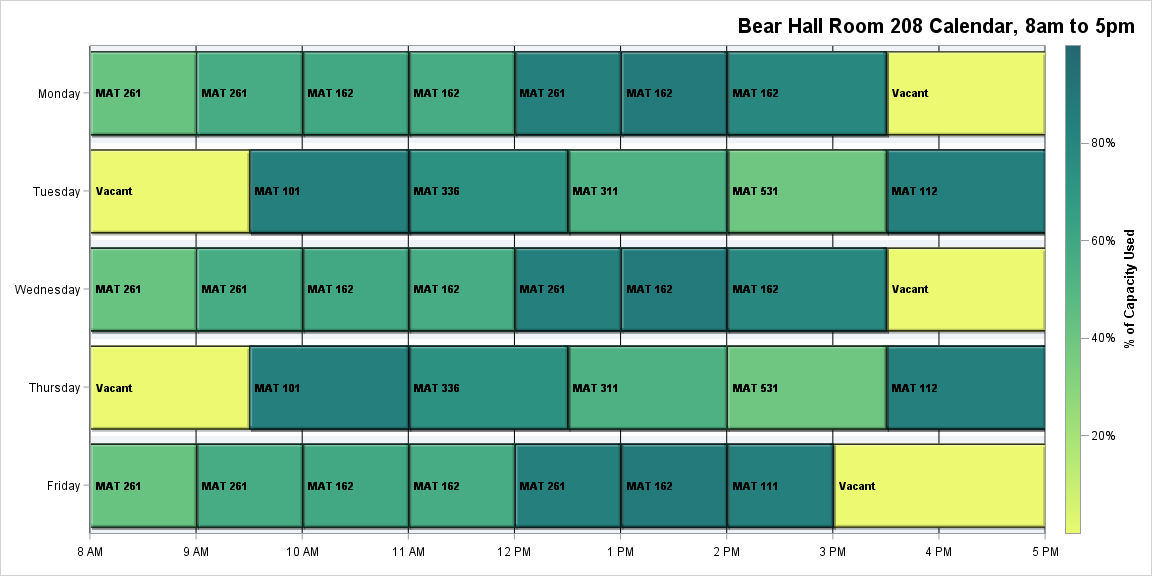 Bear Hall Room 208 Calendar, 8am to 5pm
Monday MAT 261 MAT 261 MAT 162 MAT 162 MAT 261 MAT 162 MAT 162 Vacant
80%
Tuesday Vacant MAT 101 MAT 336 MAT 311 MAT 531 MAT 112
60%
Wednesday MAT 261 MAT 261 MAT 162 MAT 162 MAT 261 MAT 162 MAT 162 Vacant
% of Capacity Used
40%
Thursday Vacant MAT 101 MAT 336 MAT 311 MAT 531 MAT 112
20%
Friday MAT 261 MAT 261 MAT 162 MAT 162 MAT 261 MAT 162 MAT 111 Vacant
8 AM 9 AM 10 AM 11 AM 12 PM 1 PM 2 PM 3 PM 4 PM 5 PM